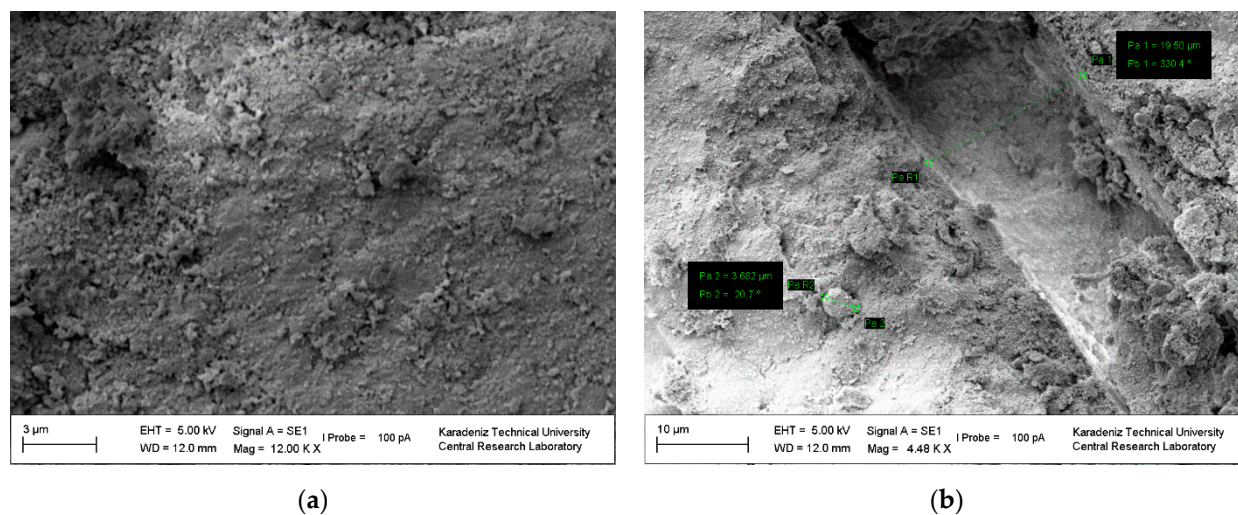 Pa 1 = 19.50 µm
Pb 1 = 330.4 °
Pa 1
Pa R1
Pa 2 = 3.682 µm
Pb 2 = 20.7 °
Pa R2
Pa 2
3 µm
EHT = 5.00 kV
Signal A = SE1
I Probe = 100 pA
Karadeniz Technical University
WD = 12.0 mm
Mag = 12.00 K X
Central Research Laboratory
10 µm
EHT = 5.00 kV
Signal A = SE1
I Probe = 100 pA
Karadeniz Technical University
WD = 12.0 mm
Mag = 4.48 K X
Central Research Laboratory
(a)
(b)